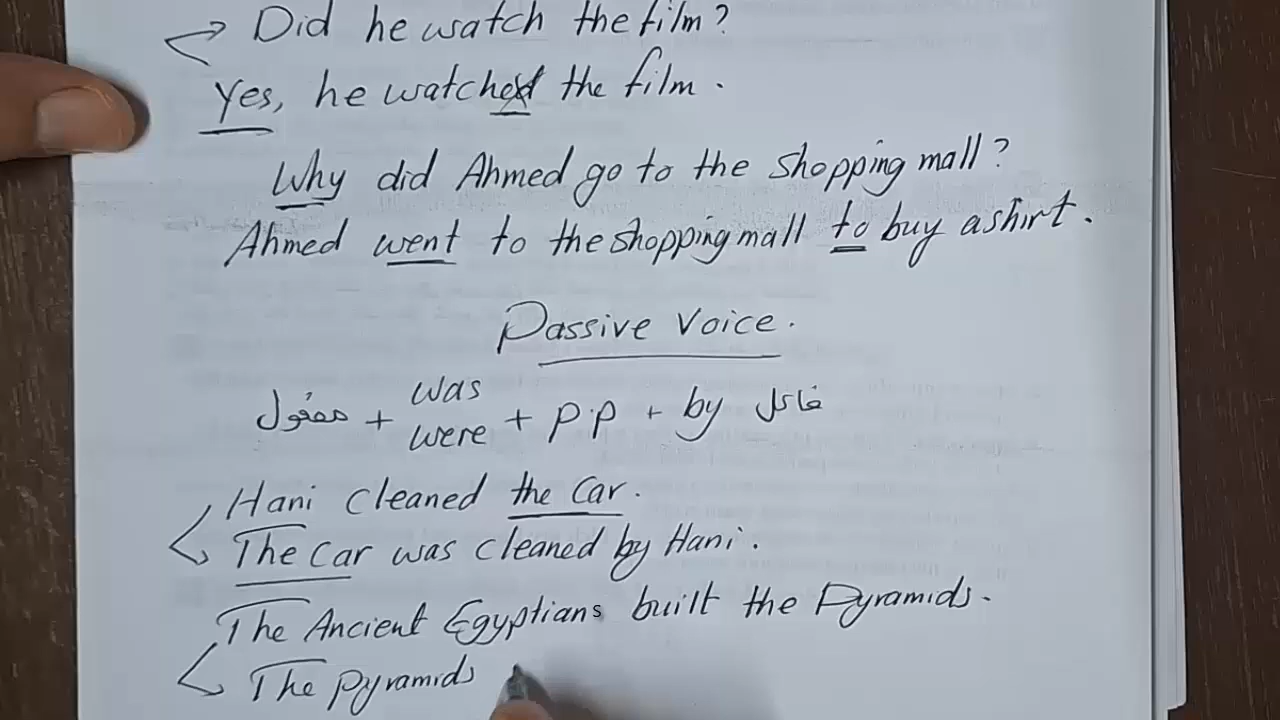 Did he watch the film?
Yes, he watched the film.
Why did Ahmed go to the shopping mall?
Ahmed went to the shopping mall to buy a shirt.
Passive Voice.
مفعول + was were + p.p + by فاعل
Hani cleaned the car.
The car was cleaned by Hani.
The Ancient Egyptians built the Pyramids.
The pyramids